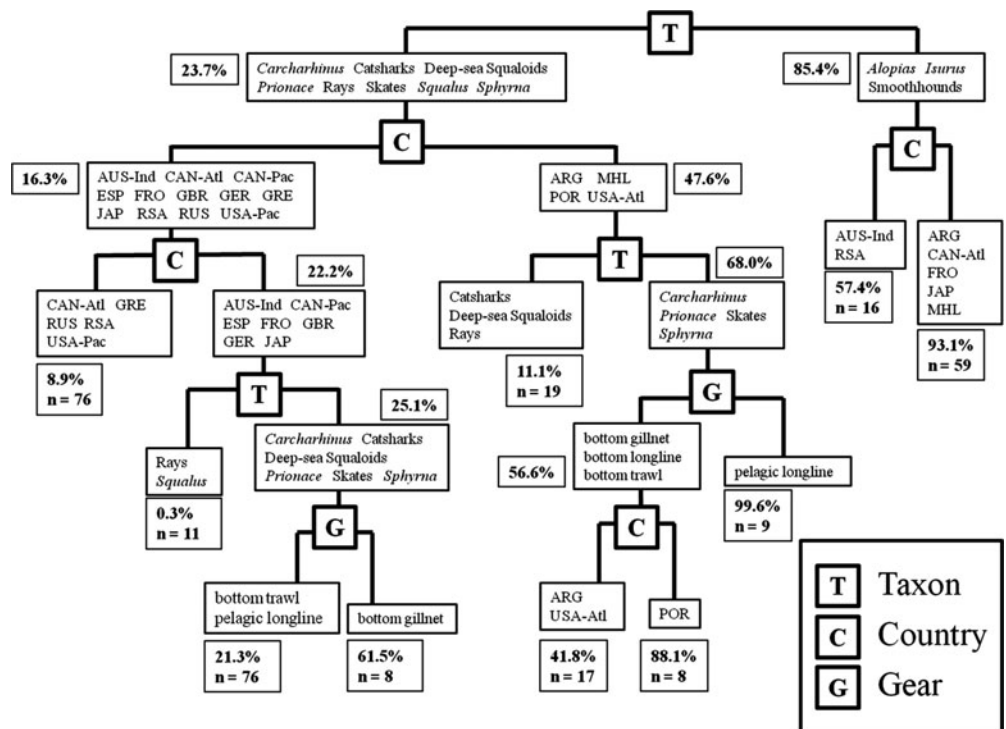 T
23.7%
Carcharhinus Catsharks Deep-sea Squaloids
Prionace Rays Skates Squalus Sphyrna
85.4%
Alopias Isurus
Smoothhounds
C
C
16.3%
AUS-Ind CAN-Atl CAN-Pac
ESP FRO GBR GER GRE
JAP RSA RUS USA-Pac
ARG MHL
POR USA-Atl
47.6%
AUS-Ind
RSA
57.4%
n = 16
ARG
CAN-Atl
FRO
JAP
MHL
93.1%
n = 59
C
22.2%
T
68.0%
CAN-Atl GRE
RUS RSA
USA-Pac
8.9%
n = 76
AUS-Ind CAN-Pac
ESP FRO GBR
GER JAP
Catsharks
Deep-sea Squaloids
Rays
11.1%
n = 19
Carcharhinus
Prionace Skates
Sphyrna
T
25.1%
G
Rays
Squalus
0.3%
n = 11
Carcharhinus Catsharks
Deep-sea Squaloids
Prionace Skates Sphyrna
56.6%
bottom gillnet
bottom longline
bottom trawl
pelagic longline
99.6%
n = 9
G
C
bottom trawl
pelagic longline
21.3%
n = 76
bottom gillnet
61.5%
n = 8
ARG
USA-Atl
41.8%
n = 17
POR
88.1%
n = 8
T Taxon
C Country
G Gear